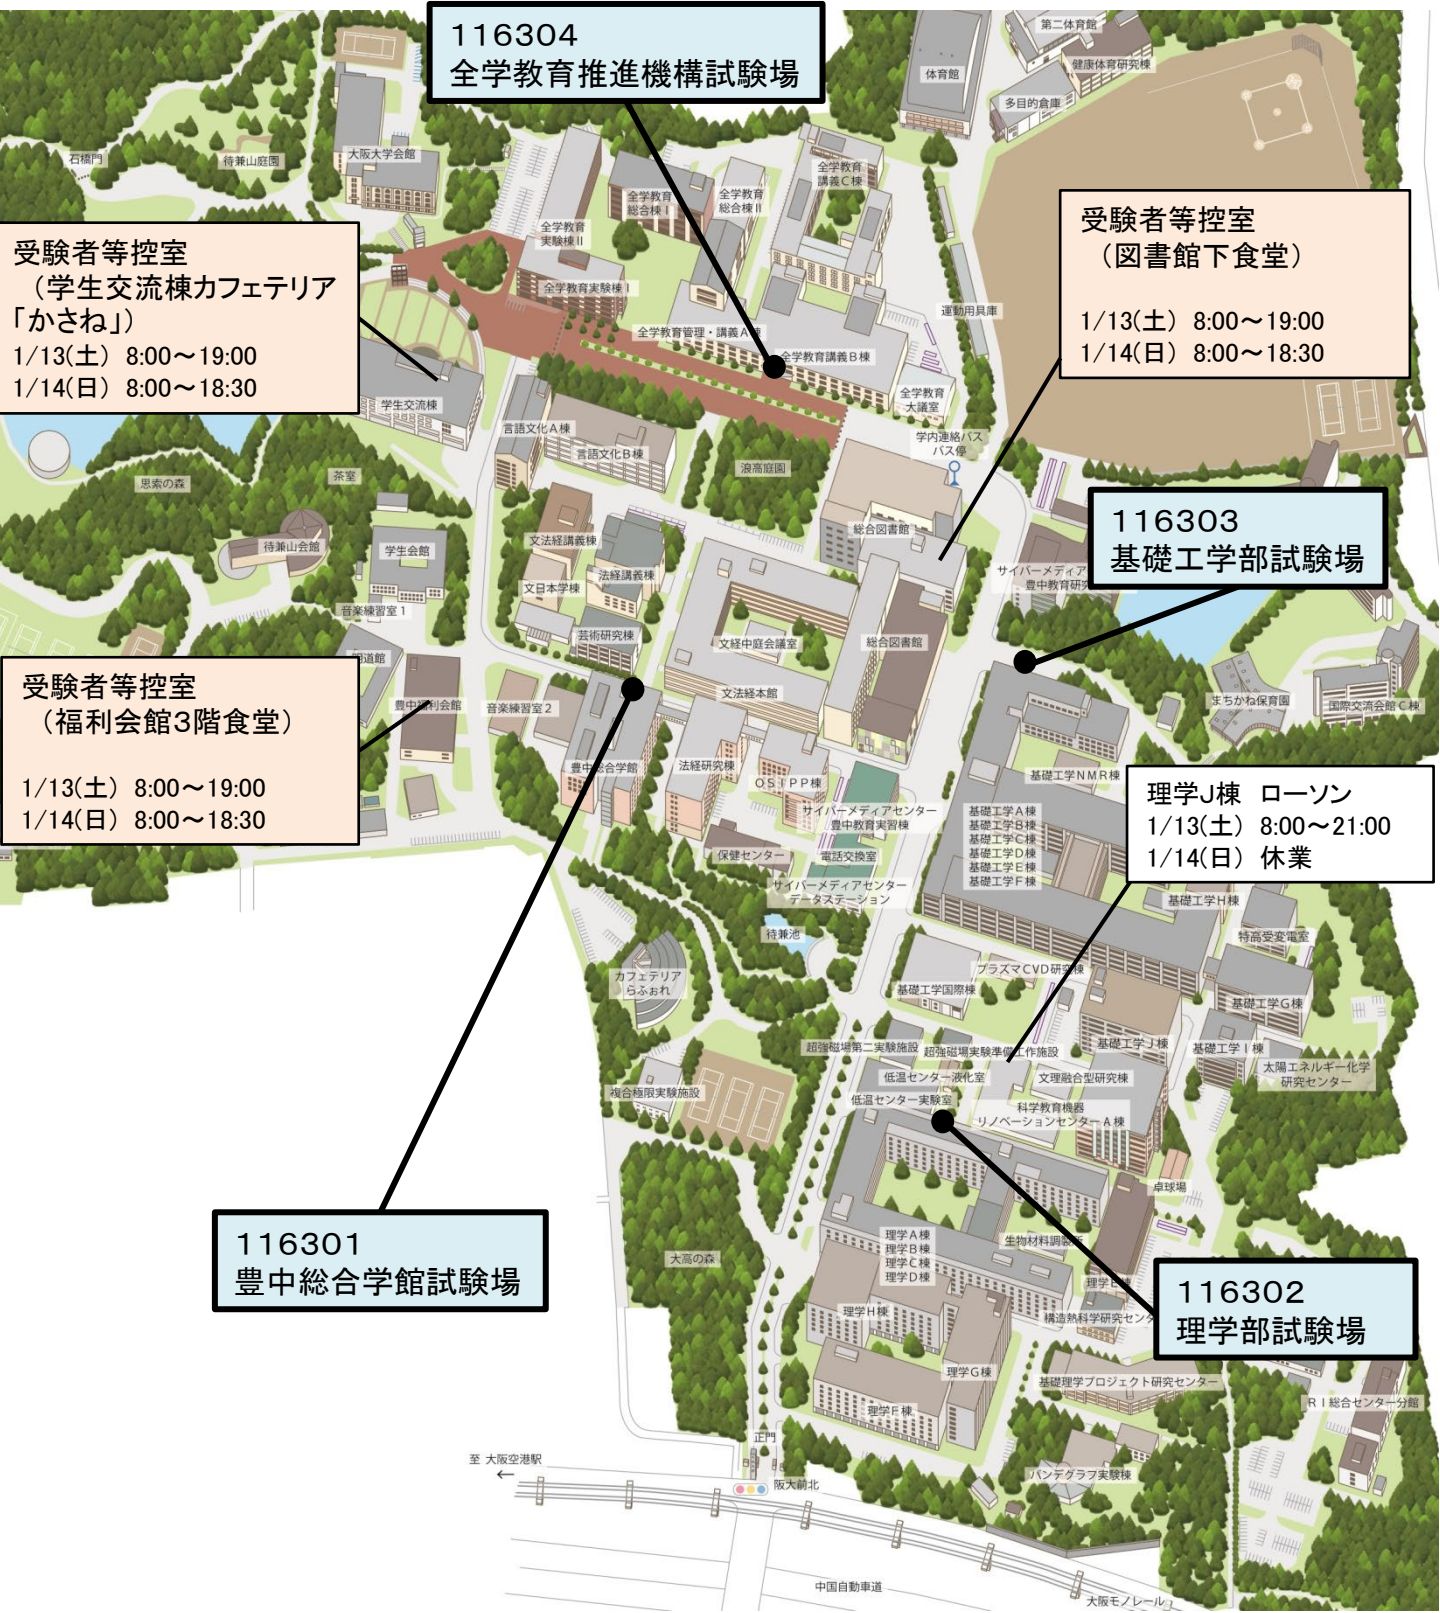 116304
全学教育推進機構試験場
第二体育館
体育館
健康体育研究棟
多目的倉庫
石橋門
待兼山庭園
大阪大学会館
全学教育
講義C棟
全学教育
総合棟Ⅰ
全学教育
総合棟Ⅱ
全学教育
実験棟Ⅱ
全学教育実験棟Ⅰ
受験者等控室
（学生交流棟カフェテリア
「かさね」）
1/13(土) 8:00～19:00
1/14(日) 8:00～18:30
受験者等控室
（図書館下食堂）
1/13(土) 8:00～19:00
1/14(日) 8:00～18:30
運動用具庫
全学教育管理・講義A棟
全学教育講義B棟
全学教育
大議室
学生交流棟
言語文化A棟
言語文化B棟
学内連絡バス
バス停
浪高庭園
思索の森
茶室
116303
基礎工学部試験場
待兼山会館
学生会館
文法経講義棟
法経講義棟
文日本学棟
総合図書館
サイバーメディア
豊中教育研究
音楽練習室1
芸術研究棟
文経中庭会議室
総合図書館
明道館
受験者等控室
（福利会館3階食堂）
1/13(土) 8:00～19:00
1/14(日) 8:00～18:30
豊中福利会館
音楽練習室2
文法経本館
まちかね保育園
国際交流会館C棟
豊中総合学館
法経研究棟
OSIPP棟
基礎工学NMR棟
理学J棟 ローソン
1/13(土) 8:00～21:00
1/14(日) 休業
サイバーメディアセンター
豊中教育実習棟
基礎工学A棟
基礎工学B棟
基礎工学C棟
基礎工学D棟
基礎工学E棟
基礎工学F棟
保健センター
電話交換室
サイバーメディアセンター
データステーション
基礎工学H棟
特高受変電室
待兼池
カフェテリア
らふぉれ
プラズマCVD研究棟
基礎工学国際棟
基礎工学G棟
超強磁場第二実験施設
超強磁場実験準備工作施設
基礎工学J棟
基礎工学Ⅰ棟
太陽エネルギー化学
研究センター
低温センター液化室
文理融合型研究棟
複合極限実験施設
低温センター実験室
科学教育機器
リノベーションセンターA棟
卓球場
116301
豊中総合学館試験場
大高の森
理学A棟
理学B棟
理学C棟
理学D棟
生物材料調製所
理学E棟
116302
理学部試験場
理学H棟
構造熱科学研究センタ
理学G棟
基礎理学プロジェクト研究センター
理学F棟
RI総合センター分館
正門
至 大阪空港駅
←
阪大前北
バンデグラフ実験棟
中国自動車道
大阪モノレール